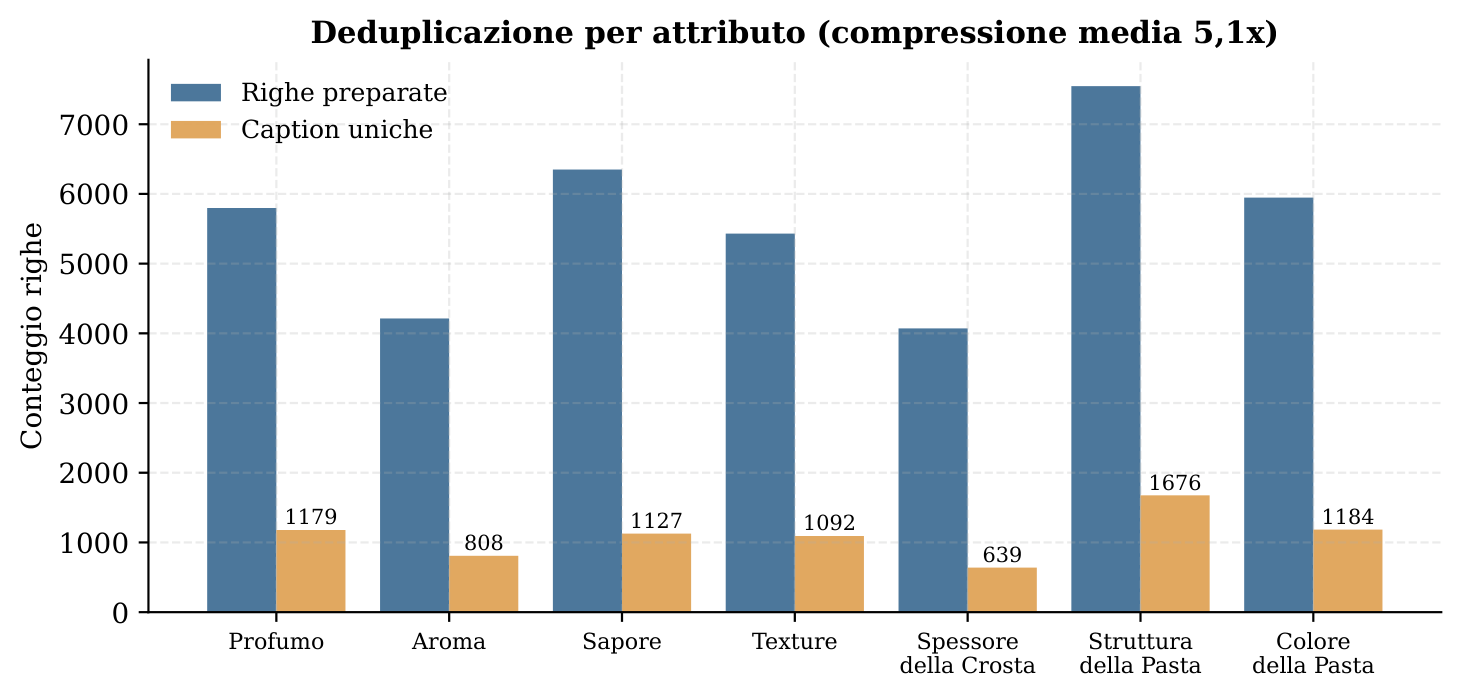 Deduplicazione per attributo (compressione media 5,1x)
Righe preparate
Caption uniche
Conteggio righe
7000
6000
5000
4000
3000
2000
1000
0
1179
808
1127
1092
639
1676
1184
Profumo
Aroma
Sapore
Texture
Spessore
della Crosta
Struttura
della Pasta
Colore
della Pasta